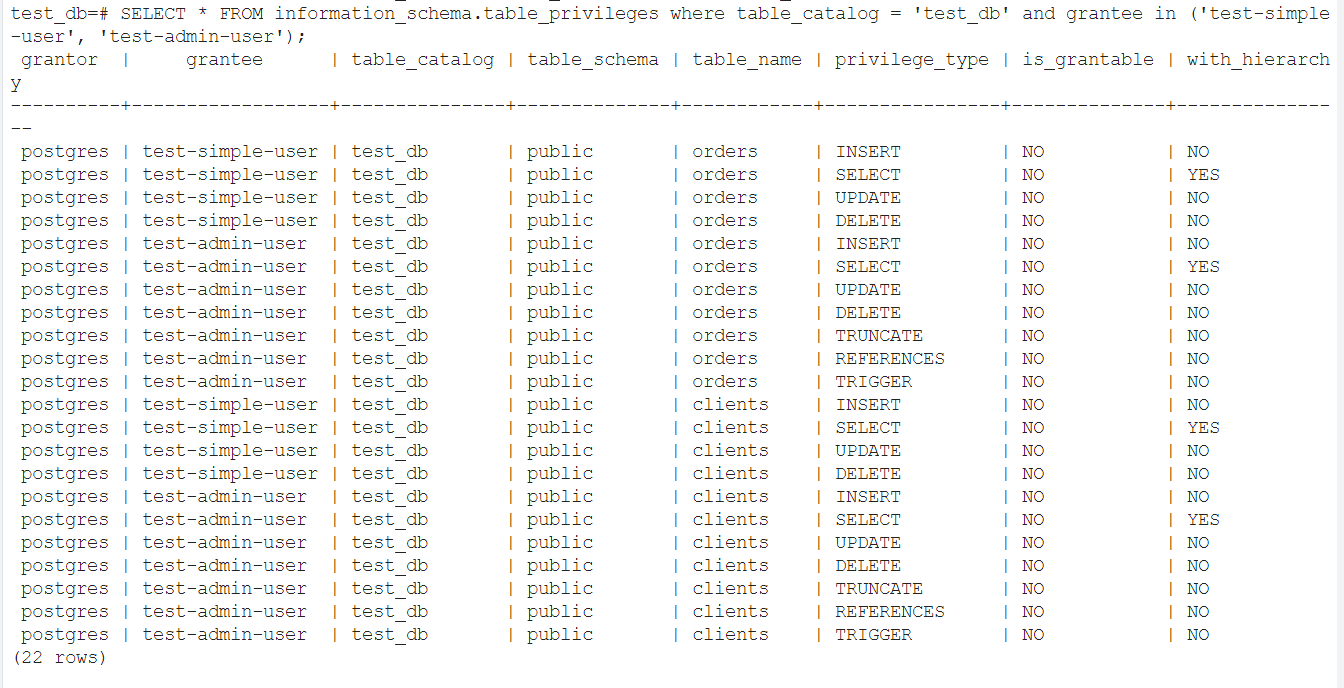 test_db=# SELECT * FROM information_schema.table_privileges where table_catalog = 'test_db' and grantee in ('test-simple
-user', 'test-admin-user');
 grantor  |     grantee      | table_catalog | table_schema | table_name | privilege_type | is_grantable | with_hierarch
y
----------+------------------+---------------+--------------+------------+----------------+--------------+--------------
--
 postgres | test-simple-user | test_db       | public       | orders     | INSERT         | NO           | NO
 postgres | test-simple-user | test_db       | public       | orders     | SELECT         | NO           | YES
 postgres | test-simple-user | test_db       | public       | orders     | UPDATE         | NO           | NO
 postgres | test-simple-user | test_db       | public       | orders     | DELETE         | NO           | NO
 postgres | test-admin-user  | test_db       | public       | orders     | INSERT         | NO           | NO
 postgres | test-admin-user  | test_db       | public       | orders     | SELECT         | NO           | YES
 postgres | test-admin-user  | test_db       | public       | orders     | UPDATE         | NO           | NO
 postgres | test-admin-user  | test_db       | public       | orders     | DELETE         | NO           | NO
 postgres | test-admin-user  | test_db       | public       | orders     | TRUNCATE       | NO           | NO
 postgres | test-admin-user  | test_db       | public       | orders     | REFERENCES     | NO           | NO
 postgres | test-admin-user  | test_db       | public       | orders     | TRIGGER        | NO           | NO
 postgres | test-simple-user | test_db       | public       | clients    | INSERT         | NO           | NO
 postgres | test-simple-user | test_db       | public       | clients    | SELECT         | NO           | YES
 postgres | test-simple-user | test_db       | public       | clients    | UPDATE         | NO           | NO
 postgres | test-simple-user | test_db       | public       | clients    | DELETE         | NO           | NO
 postgres | test-admin-user  | test_db       | public       | clients    | INSERT         | NO           | NO
 postgres | test-admin-user  | test_db       | public       | clients    | SELECT         | NO           | YES
 postgres | test-admin-user  | test_db       | public       | clients    | UPDATE         | NO           | NO
 postgres | test-admin-user  | test_db       | public       | clients    | DELETE         | NO           | NO
 postgres | test-admin-user  | test_db       | public       | clients    | TRUNCATE       | NO           | NO
 postgres | test-admin-user  | test_db       | public       | clients    | REFERENCES     | NO           | NO
 postgres | test-admin-user  | test_db       | public       | clients    | TRIGGER        | NO           | NO
(22 rows)